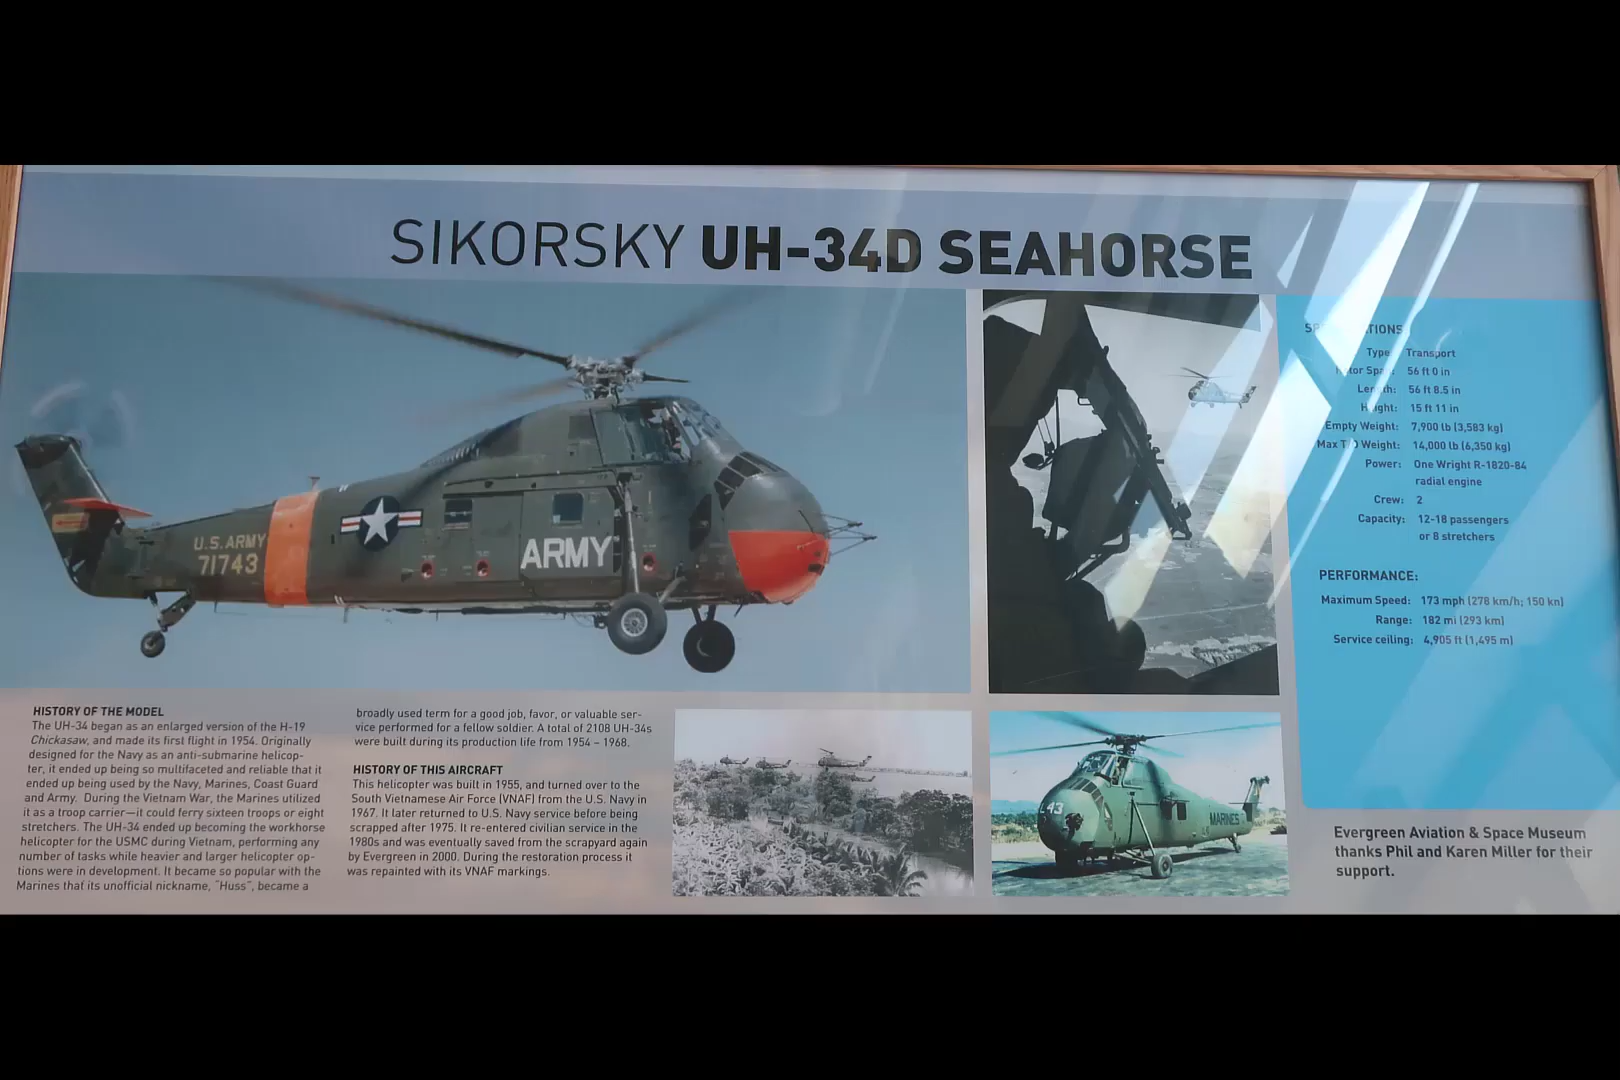 SIKORSKY UH-34D SEAHORSE
U.S. ARMY
71743
ARMY
HISTORY OF THE MODEL
The UH-34 began as an enlarged version of the H-19
Chickasaw, and made its first flight in 1954. Originally
designed for the Navy as an anti-submarine helicop-
ter, it ended up being so multifaceted and reliable that it
ended up being used by the Navy, Marines, Coast Guard
and Army. During the Vietnam War, the Marines utilized
it as a troop carrier—it could ferry sixteen troops or eight
stretchers. The UH-34 ended up becoming the workhorse
helicopter for the USMC during Vietnam, performing any
number of tasks while heavier and larger helicopter op-
tions were in development. It became so popular with the
Marines that its unofficial nickname, "Huss", became a
broadly used term for a good job, favor, or valuable ser-
vice performed for a fellow soldier. A total of 2108 UH-34s
were built during its production life from 1954 – 1968.
HISTORY OF THIS AIRCRAFT
This helicopter was built in 1955, and turned over to the
South Vietnamese Air Force (VNAF) from the U.S. Navy in
1967. It later returned to U.S. Navy service before being
scrapped after 1975. It re-entered civilian service in the
1980s and was eventually saved from the scrapyard again
by Evergreen in 2000. During the restoration process it
was repainted with its VNAF markings.
43
MARINES
Type Transport
56 ft 0 in
Length: 56 ft 8.5 in
Height: 15 ft 11 in
Empty Weight: 7,900 lb (3,583 kg)
Max T/O Weight: 14,000 lb (6,350 kg)
Power: One Wright R-1820-84
radial engine
Crew: 2
Capacity: 12-18 passengers
or 8 stretchers
PERFORMANCE:
Maximum Speed: 173 mph (278 km/h; 150 kn)
Range: 182 mi (293 km)
Service ceiling: 4,905 ft (1,495 m)
Evergreen Aviation & Space Museum
thanks Phil and Karen Miller for their
support.